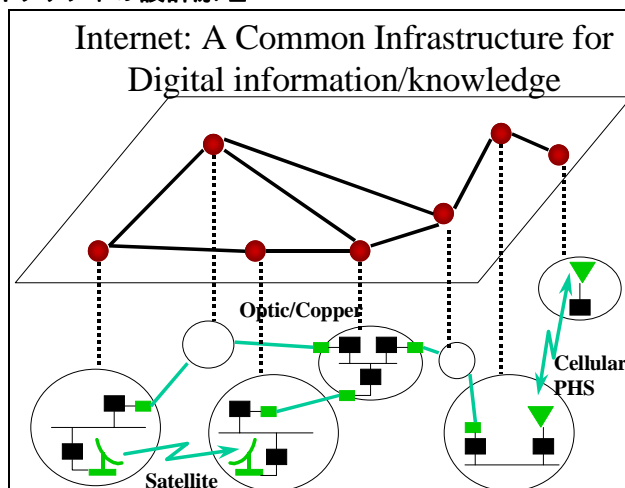 Internet: A Common Infrastructure for
Digital information/knowledge
Optic/Copper
Cellular
PHS
Satellite